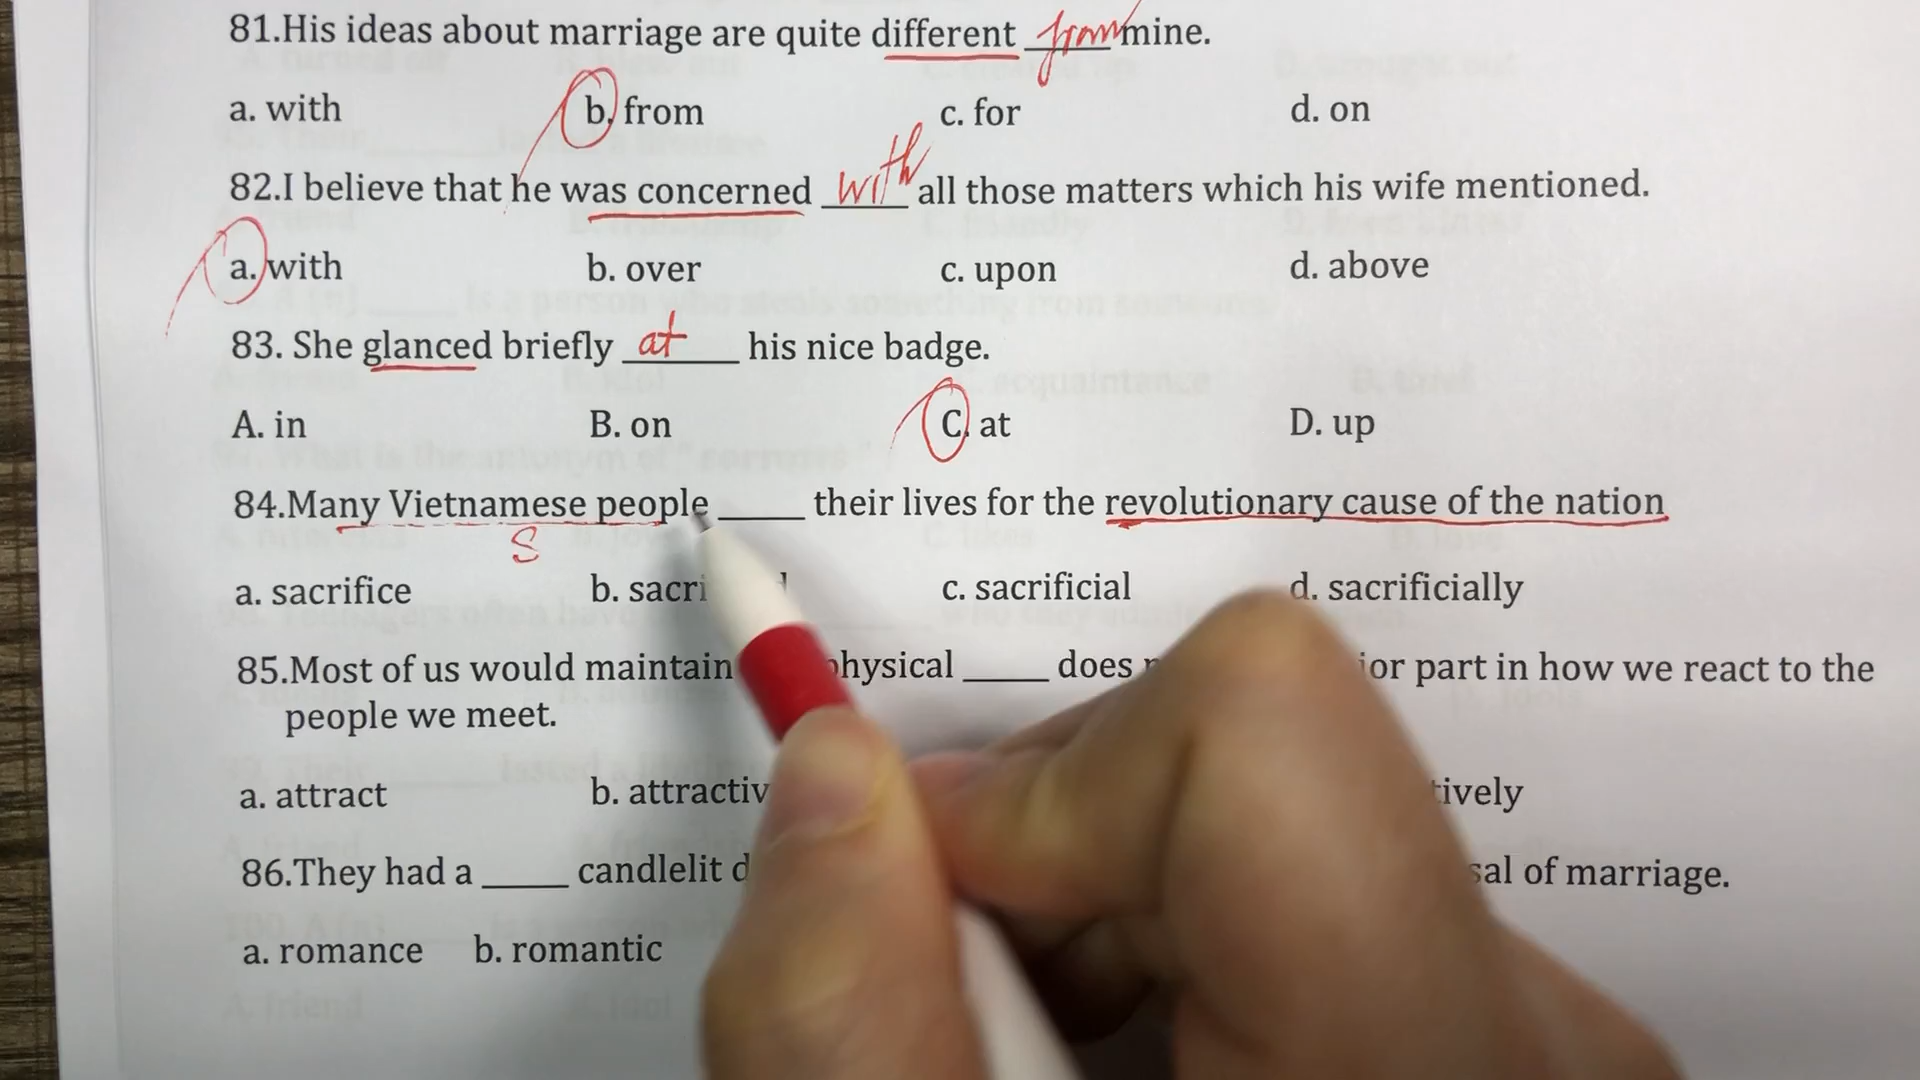 81.His ideas about marriage are quite different from mine.
a. with b. from c. for d. on
82.I believe that he was concerned with all those matters which his wife mentioned.
a. with b. over c. upon d. above
83. She glanced briefly at his nice badge.
A. in B. on C. at D. up
84.Many Vietnamese people ____ their lives for the revolutionary cause of the nation
S
a. sacrifice b. c. sacrificial d. sacrificially
85.Most of us would maintain ____ does part in how we react to the
people we meet.
a. attract b.
86.They had a ____ candlelit of marriage.
a. romance b. romantic